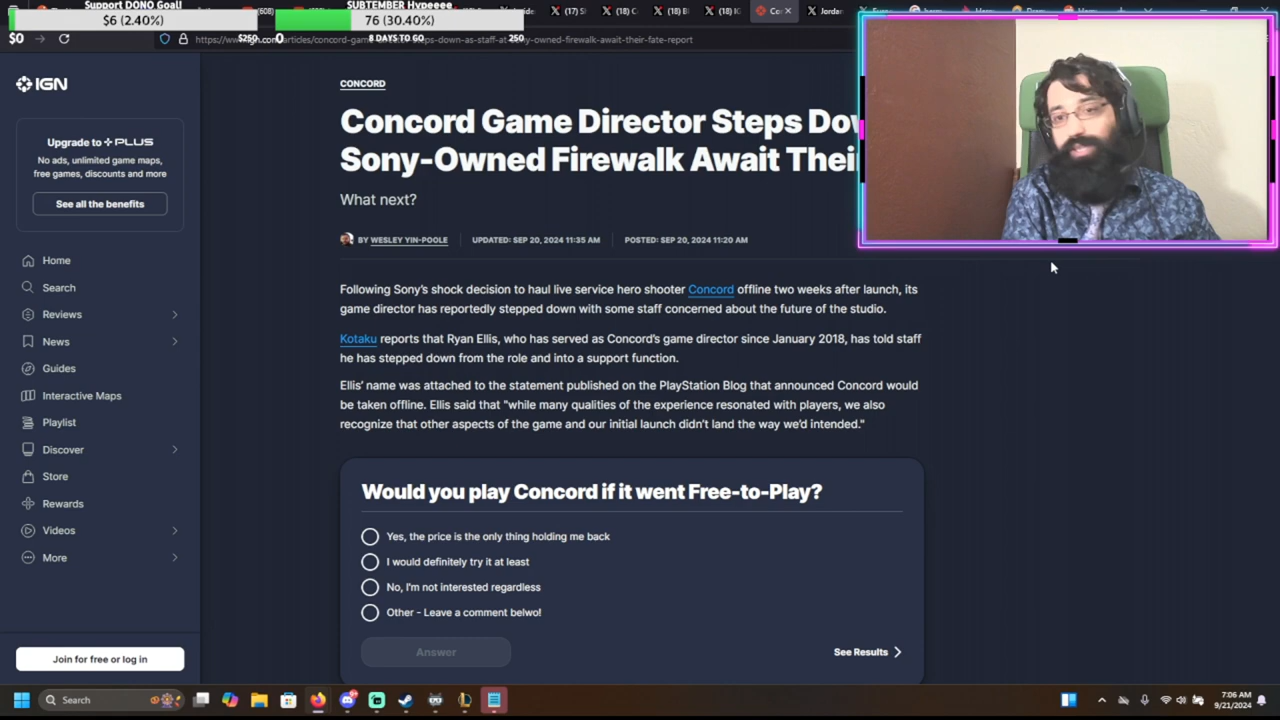 Support DONO Goal!
$6 (2.40%)
$0
$250
SUBTEMBER Hypeeee
76 (30.40%)
0
8 DAYS TO GO
250
(17)
(18)
(18)
(18)
Co
Jordan
IGN
Upgrade to PLUS
No ads, unlimited game maps,
free games, discounts and more
See all the benefits
Home
Search
Reviews
News
Guides
Interactive Maps
Playlist
Discover
Store
Rewards
Videos
More
Join for free or log in
CONCORD
Concord Game Director Steps Dow
Sony-Owned Firewalk Await Their
What next?
BY WESLEY YIN-POOLE
UPDATED: SEP 20, 2024 11:35 AM
POSTED: SEP 20, 2024 11:20 AM
Following Sony's shock decision to haul live service hero shooter Concord offline two weeks after launch, its
game director has reportedly stepped down with some staff concerned about the future of the studio.
Kotaku reports that Ryan Ellis, who has served as Concord's game director since January 2018, has told staff
he has stepped down from the role and into a support function.
Ellis' name was attached to the statement published on the PlayStation Blog that announced Concord would
be taken offline. Ellis said that "while many qualities of the experience resonated with players, we also
recognize that other aspects of the game and our initial launch didn't land the way we'd intended."
Would you play Concord if it went Free-to-Play?
Yes, the price is the only thing holding me back
I would definitely try it at least
No, I'm not interested regardless
Other - Leave a comment belwo!
Answer
See Results
Search
7:06 AM
9/21/2024